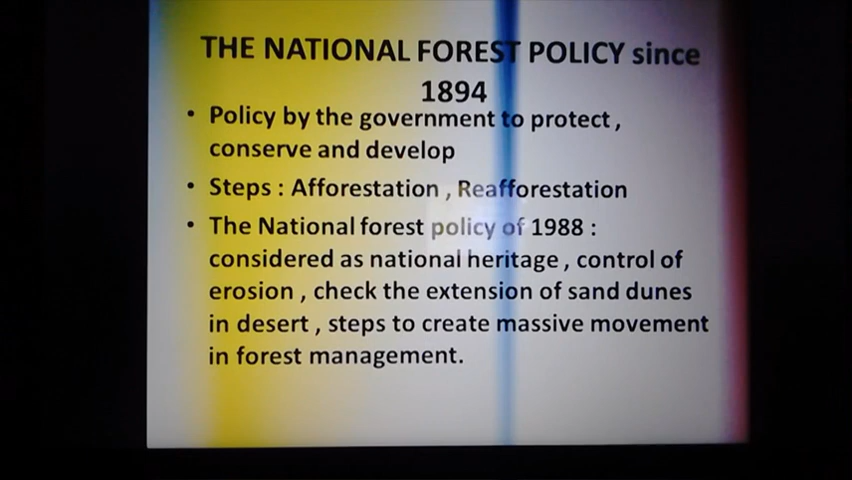 THE NATIONAL FOREST POLICY since
1894
• Policy by the government to protect ,
conserve and develop
• Steps : Afforestation , Reafforestation
• The National forest policy of 1988 :
considered as national heritage , control of
erosion , check the extension of sand dunes
in desert , steps to create massive movement
in forest management.